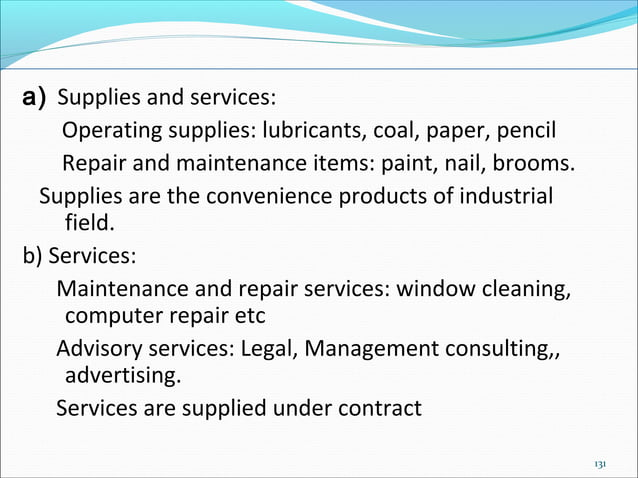 a) Supplies and services:
Operating supplies: lubricants, coal, paper, pencil
Repair and maintenance items: paint, nail, brooms.
Supplies are the convenience products of industrial
field.
b) Services:
Maintenance and repair services: window cleaning,
computer repair etc
Advisory services: Legal, Management consulting,,
advertising.
Services are supplied under contract
131